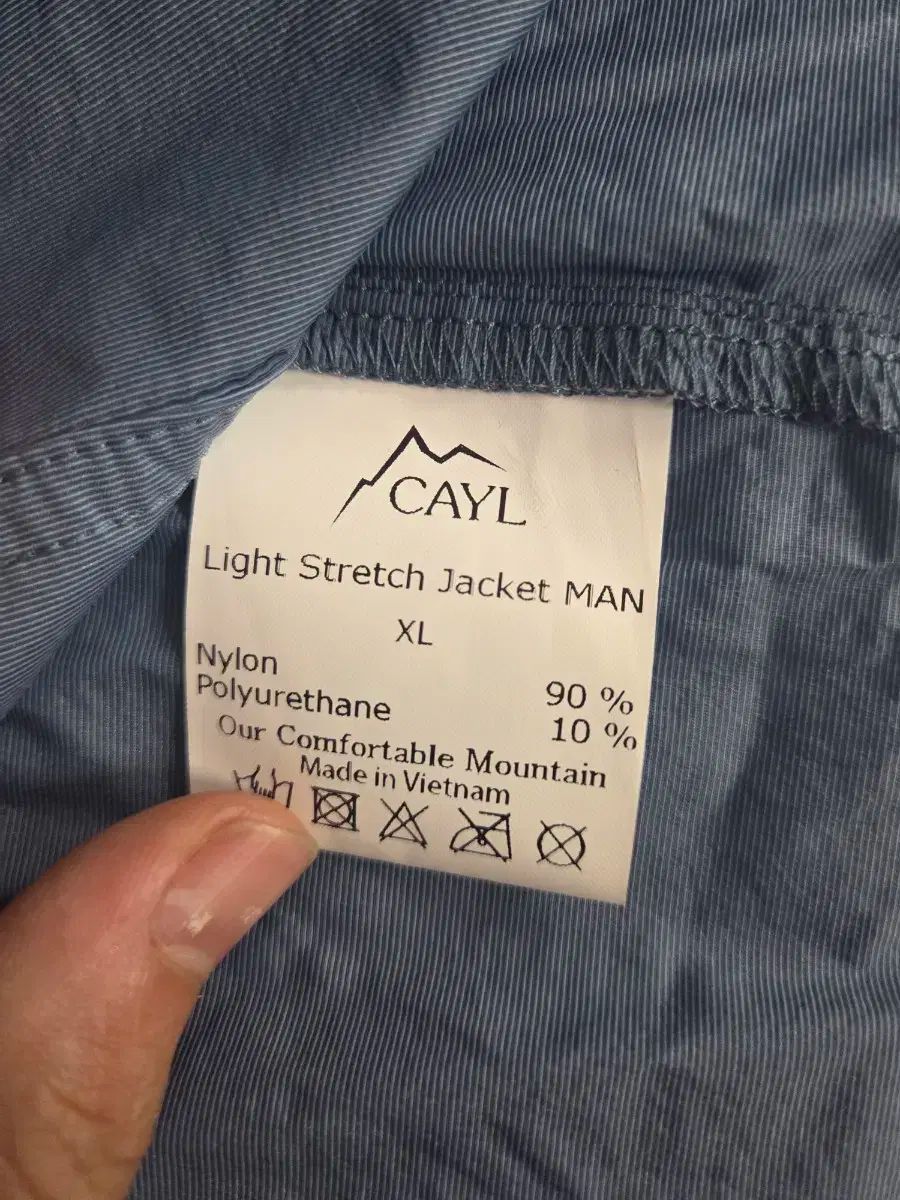 CAYL
Light Stretch Jacket MAN
XL
Nylon 90 %
Polyurethane 10 %
Our Comfortable Mountain
Made in Vietnam